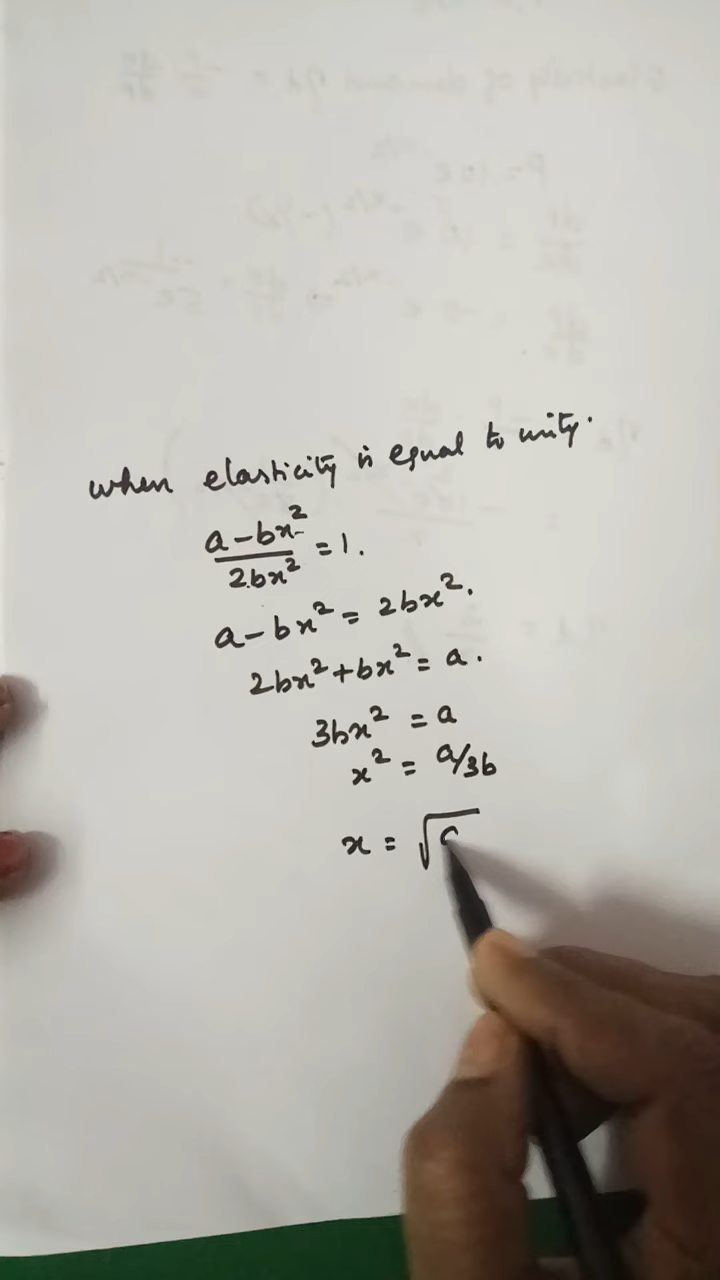 when elasticity is equal to unity.
a-bx²/2bx² = 1.
a-bx² = 2bx².
2bx²+bx² = a.
3bx² = a
x² = a/3b
x = √